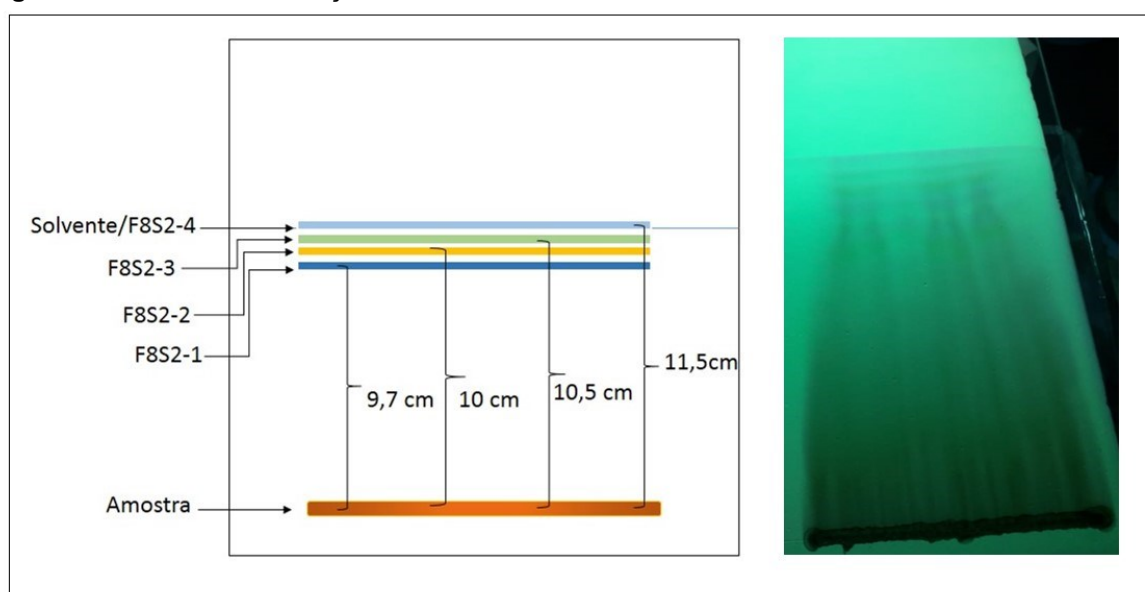 Solvente/F8S2-4
F8S2-3
F8S2-2
F8S2-1
11,5cm
9,7 cm
10 cm
10,5 cm
Amostra